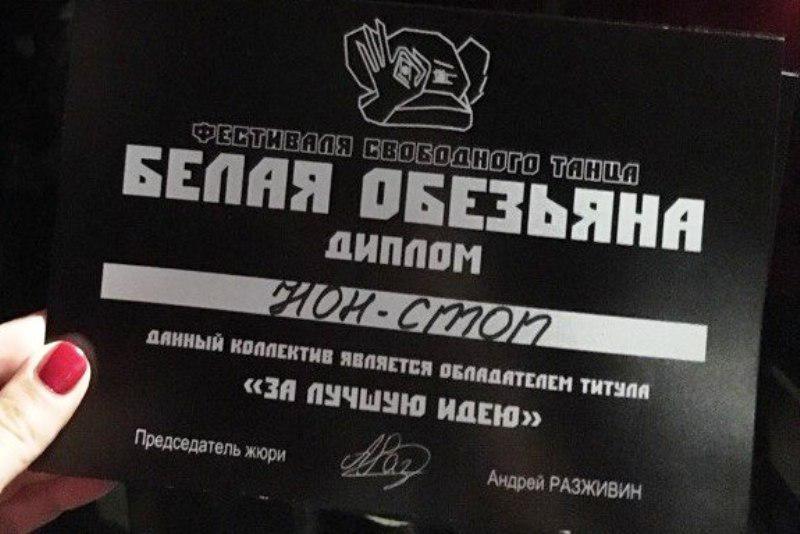 ФЕСТИВАЛЯ СВОБОДНОГО ТАНЦА
БЕЛАЯ ОБЕЗЬЯНА
ДИПЛОМ
НОН-СТОП
ДАННЫЙ КОЛЛЕКТИВ ЯВЛЯЕТСЯ ОБЛАДАТЕЛЕМ ТИТУЛА
«ЗА ЛУЧШУЮ ИДЕЮ»
Председатель жюри
Андрей РАЗЖИВИН